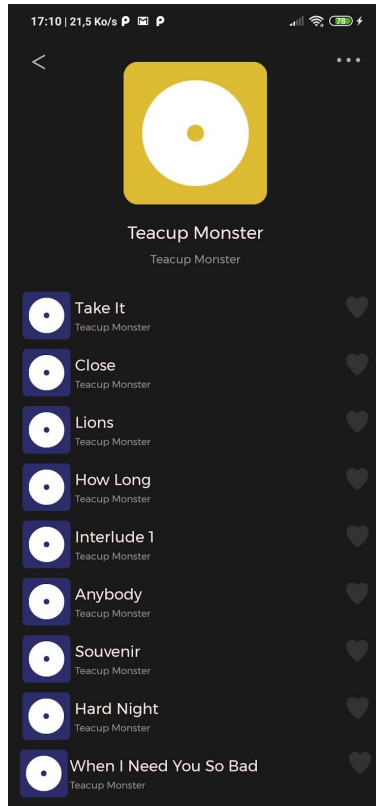 17:10 | 21,5 Ko/s
78
Teacup Monster
Teacup Monster
Take It
Teacup Monster
Close
Teacup Monster
Lions
Teacup Monster
How Long
Teacup Monster
Interlude 1
Teacup Monster
Anybody
Teacup Monster
Souvenir
Teacup Monster
Hard Night
Teacup Monster
When I Need You So Bad
Teacup Monster